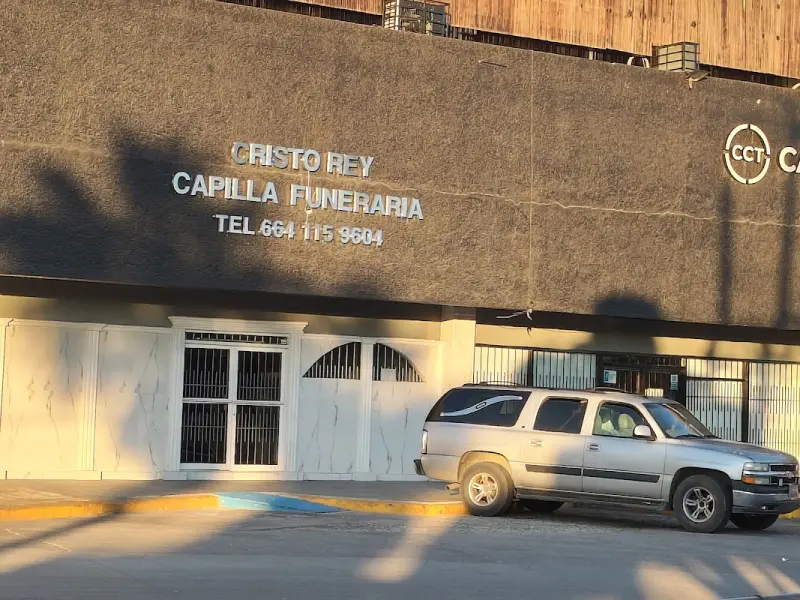 CRISTO REY
CAPILLA FUNERARIA
TEL 664 115 9604
CCT